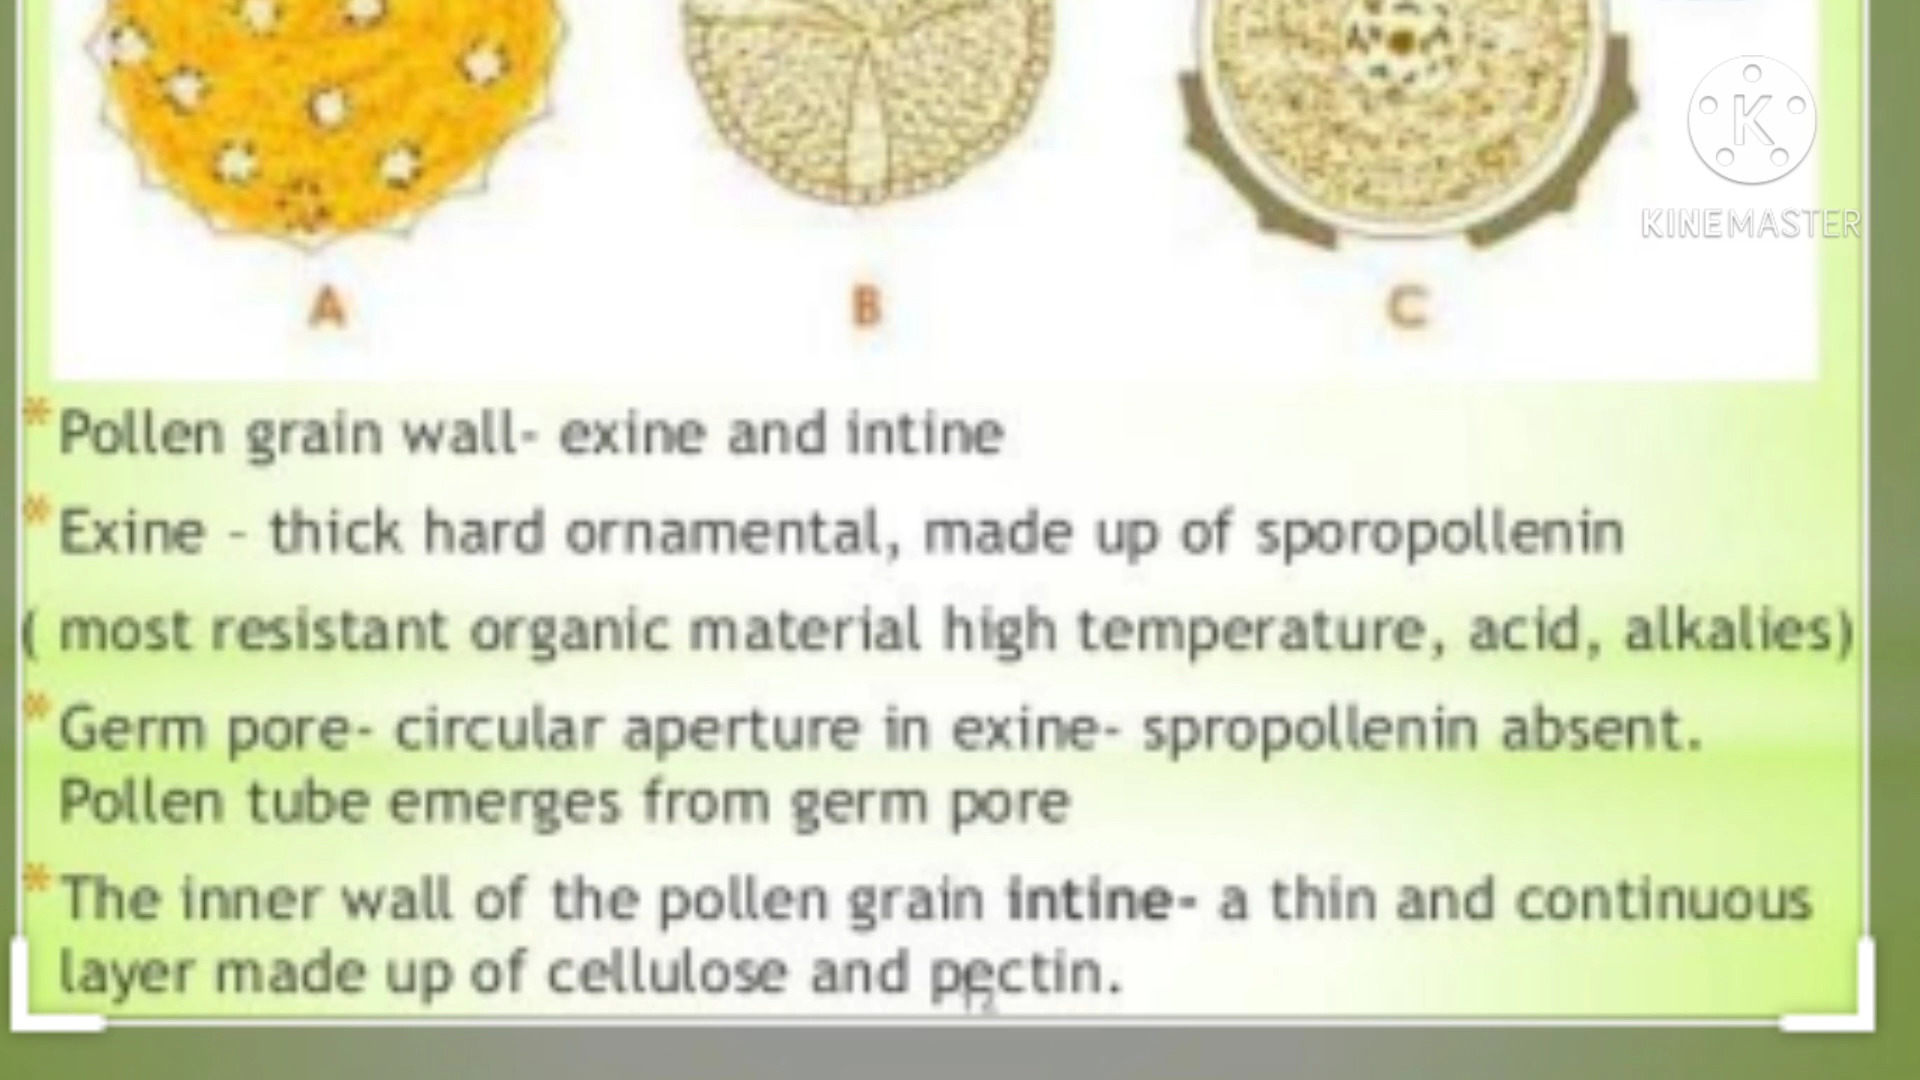 K
KINEMASTER
A B C
* Pollen grain wall- exine and intine
* Exine - thick hard ornamental, made up of sporopollenin
( most resistant organic material high temperature, acid, alkalies)
* Germ pore- circular aperture in exine- spropollenin absent.
Pollen tube emerges from germ pore
* The inner wall of the pollen grain intine- a thin and continuous
layer made up of cellulose and pectin.
12